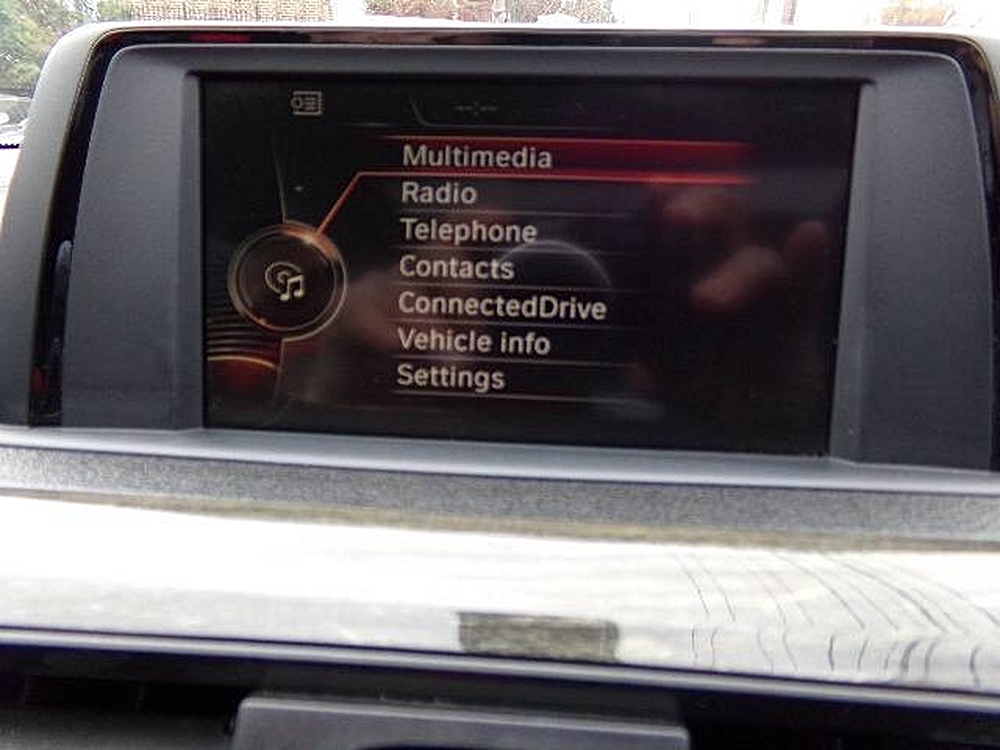 Multimedia
Radio
Telephone
Contacts
ConnectedDrive
Vehicle info
Settings